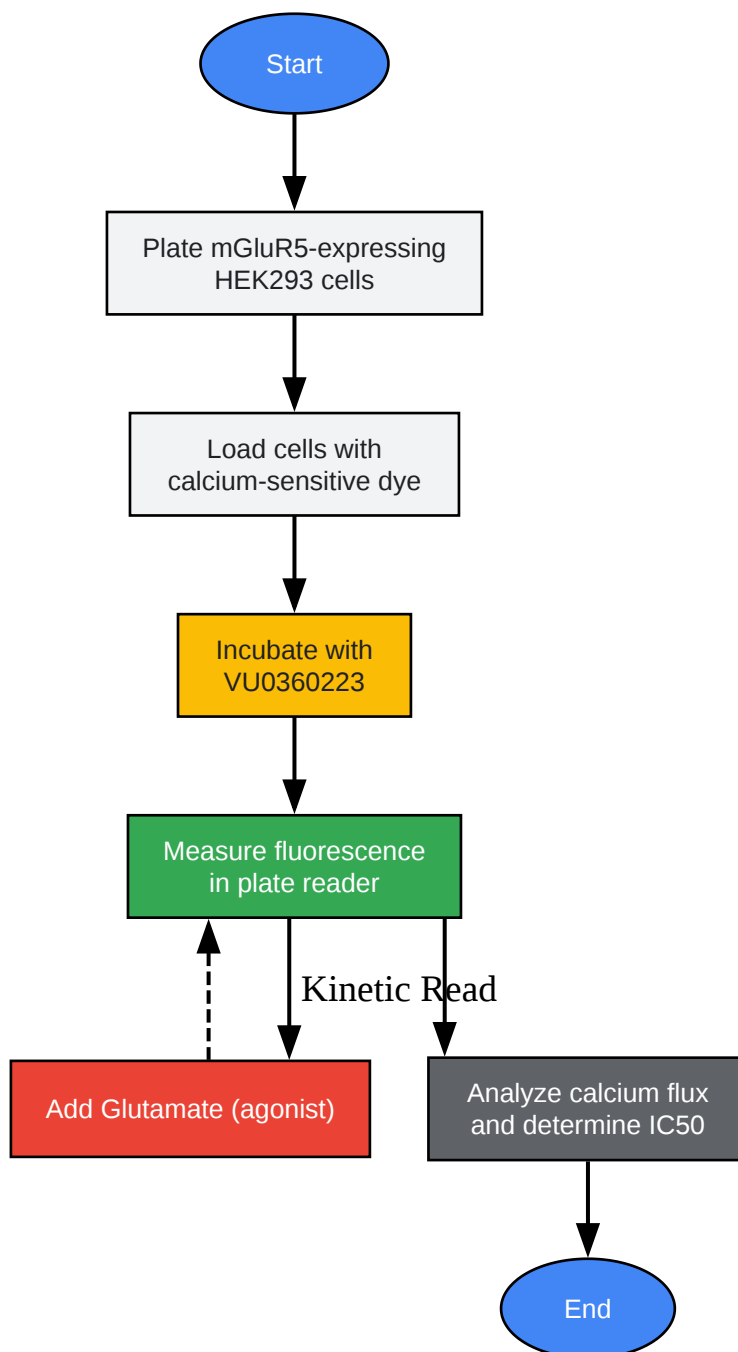 Start
Plate mGluR5-expressing
HEK293 cells
Load cells with
calcium-sensitive dye
Incubate with
VU0360223
Measure fluorescence
in plate reader
Kinetic Read
Add Glutamate (agonist)
Analyze calcium flux
and determine IC50
End